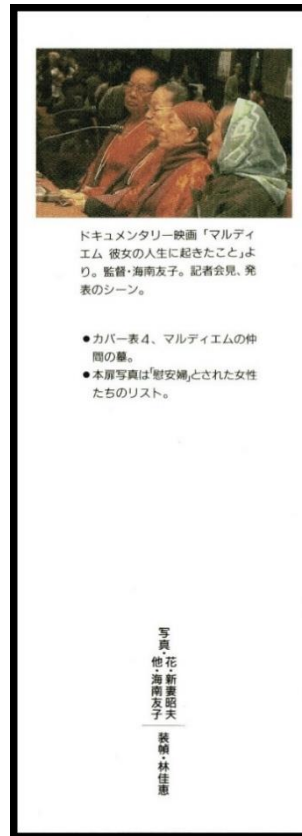 ドキュメンタリー映画「マルディ
エム 彼女の人生に起きたこと」よ
り。監督・海南友子。記者会見、発
表のシーン。
●カバー表4、マルディエムの仲
間の墓。
●本扉写真は「慰安婦」とされた女性
たちのリスト。
写真・花・新妻昭夫
他・海南友子
装幀・林佳恵